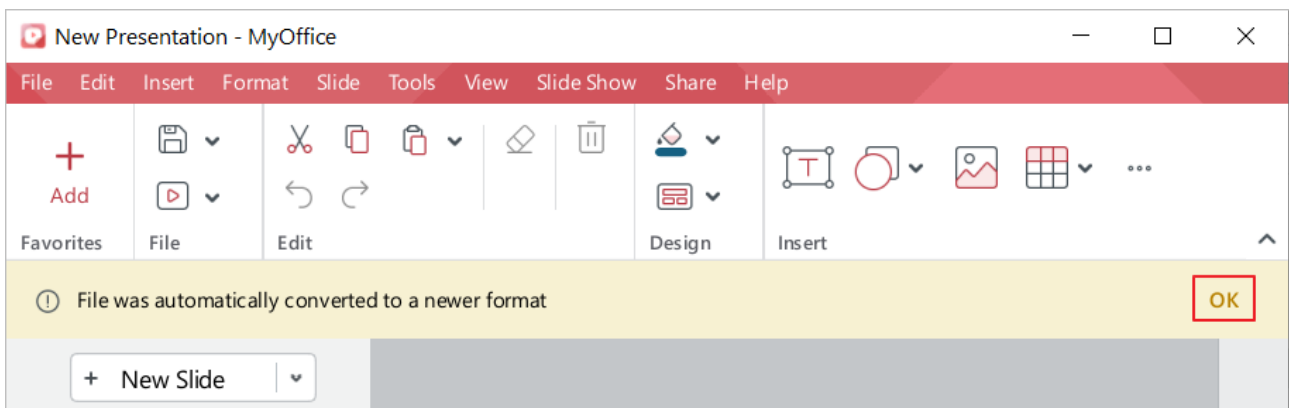 New Presentation - MyOffice
File Edit Insert Format Slide Tools View Slide Show Share Help
Add
Favorites File Edit Design Insert
File was automatically converted to a newer format OK
+ New Slide